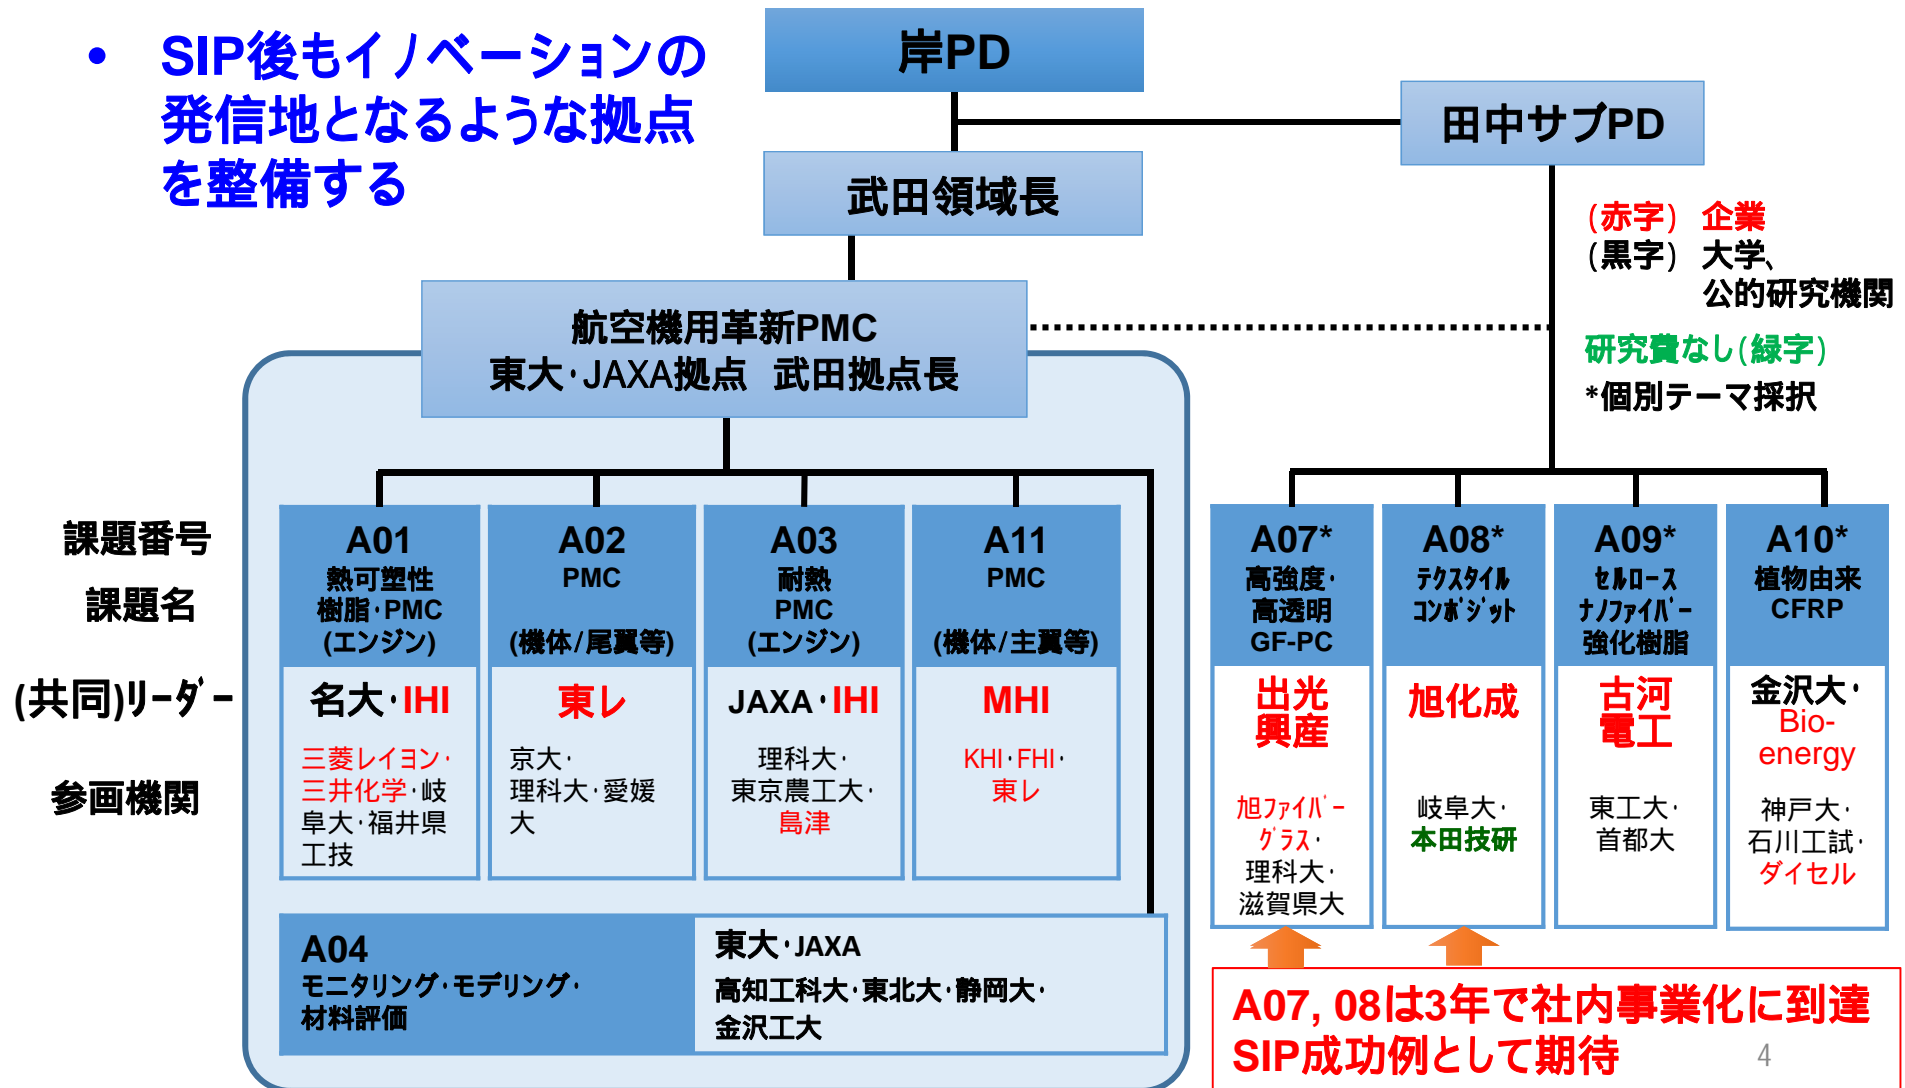 • SIP後もイノベーションの
発信地となるような拠点
を整備する
岸PD
田中サブPD
武田領域長
(赤字) 企業
(黒字) 大学、
公的研究機関
研究費なし(緑字)
*個別テーマ採択
航空機用革新PMC
東大・JAXA拠点 武田拠点長
課題番号
課題名
(共同)ﾘｰﾀﾞｰ
参画機関
A01
熱可塑性
樹脂・PMC
(エンジン)
名大・IHI
三菱レイヨン・
三井化学・岐
阜大・福井県
工技
A02
PMC
(機体/尾翼等)
東レ
京大・
理科大・愛媛
大
A03
耐熱
PMC
(エンジン)
JAXA・IHI
理科大・
東京農工大・
島津
A11
PMC
(機体/主翼等)
MHI
KHI・FHI・
東レ
A04
モニタリング・モデリング・
材料評価
東大・JAXA
高知工科大・東北大・静岡大・
金沢工大
A07*
高強度・
高透明
GF-PC
出光
興産
旭ﾌｧｲﾊﾞｰ
ｸﾞﾗｽ・
理科大・
滋賀県大
A08*
ﾃｸｽﾀｲﾙ
ｺﾝﾎﾟｼﾞｯﾄ
旭化成
岐阜大・
本田技研
A09*
ｾﾙﾛｰｽ
ﾅﾉﾌｧｲﾊﾞｰ
強化樹脂
古河
電工
東工大・
首都大
A10*
植物由来
CFRP
金沢大・
Bio-
energy
神戸大・
石川工試・
ダイセル
A07, 08は3年で社内事業化に到達
SIP成功例として期待
4